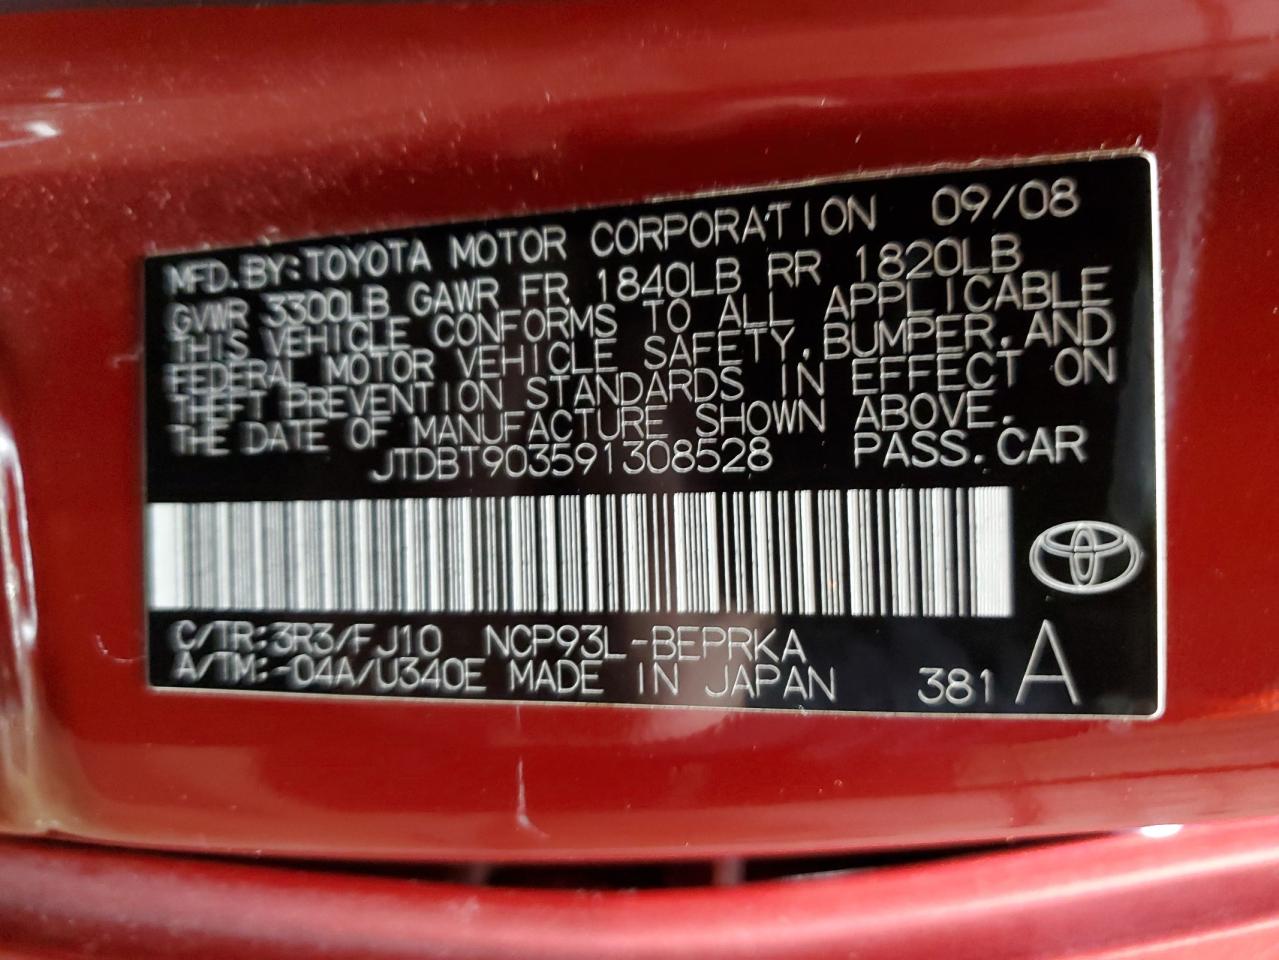 MFD.BY:TOYOTA MOTOR CORPORATION 09/08
GVWR 3300LB GAWR FR 1840LB RR 1820LB
THIS VEHICLE CONFORMS TO ALL APPLICABLE
FEDERAL MOTOR VEHICLE SAFETY,BUMPER,AND
THEFT PREVENTION STANDARDS IN EFFECT ON
THE DATE OF MANUFACTURE SHOWN ABOVE.
JTDBT903591308528 PASS.CAR
C/TR:3R3/FJ10 NCP93L-BEPRKA
A/TM:-04A/U340E MADE IN JAPAN 381 A